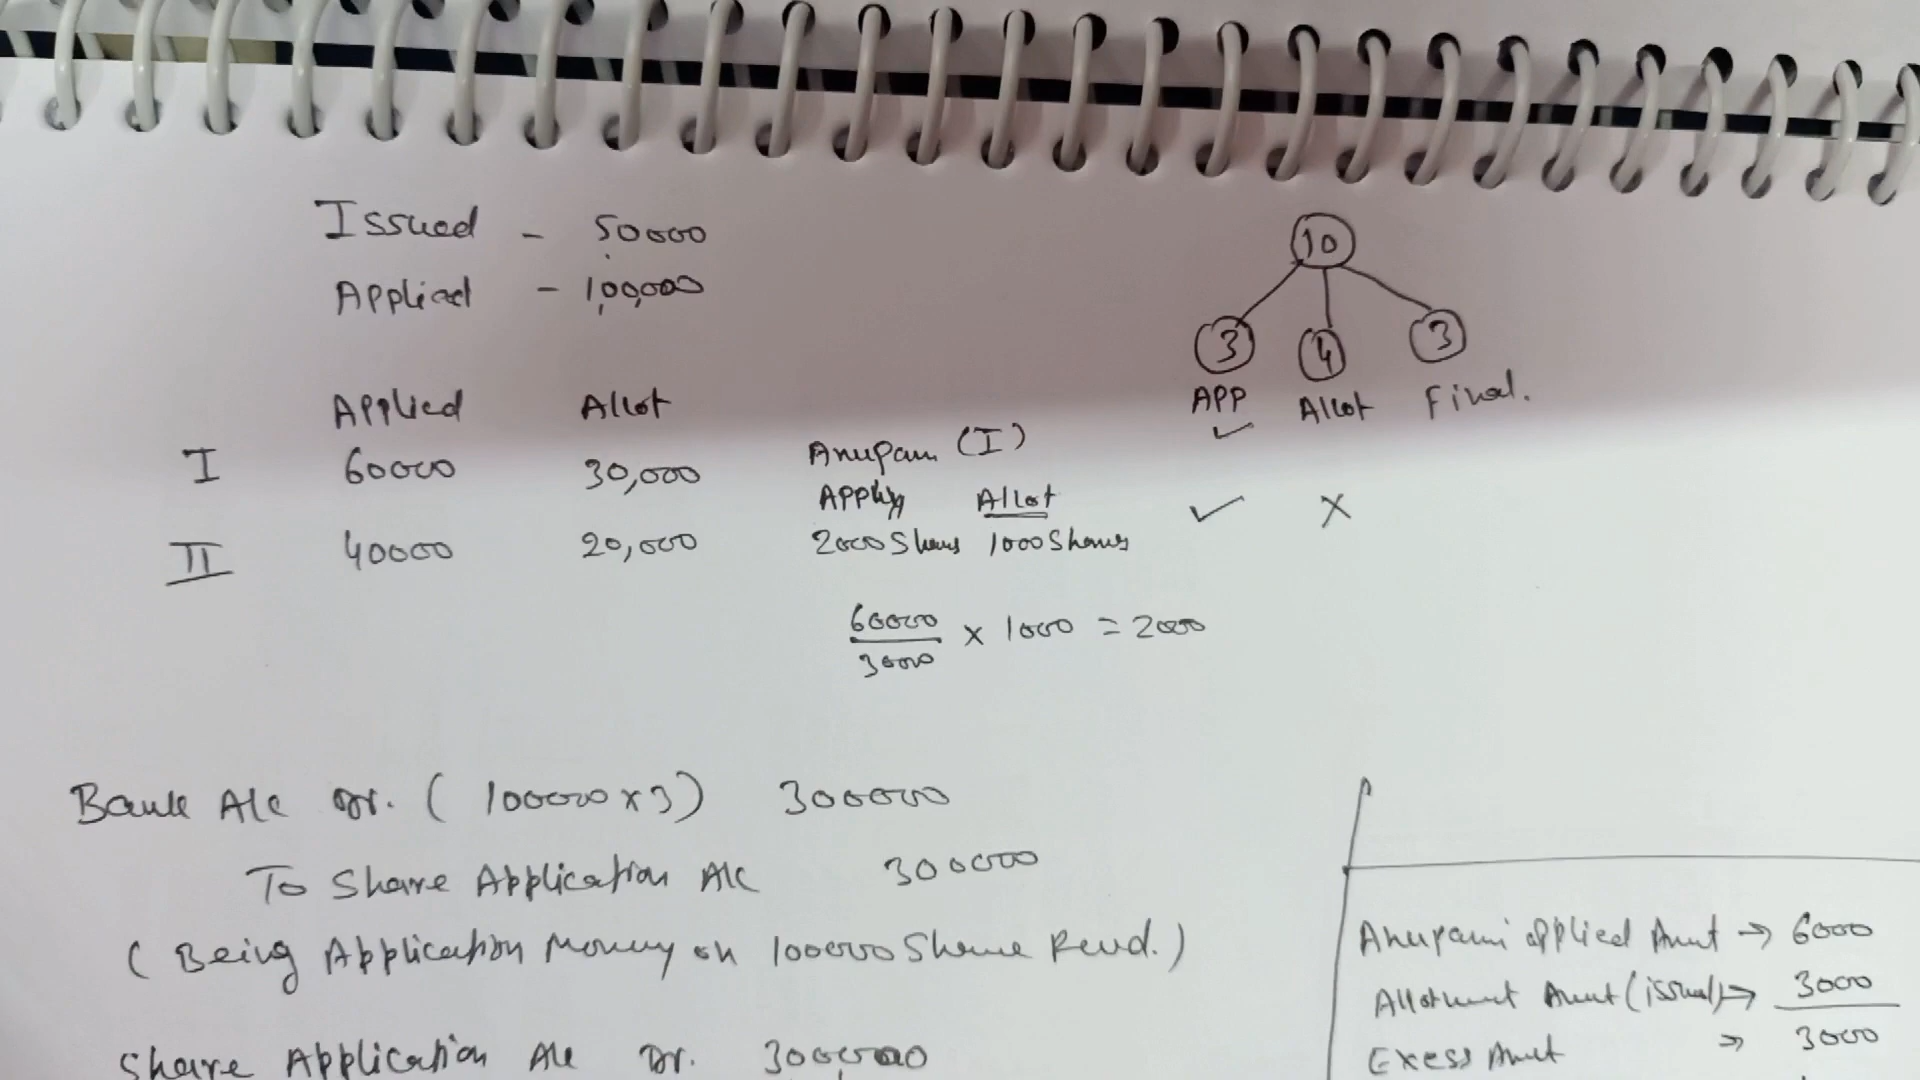 Issued - 50000
Applied - 1,00,000
10
3 4 3
APP Allot Final.
Applied Allot
I 60000 30,000
II 40000 20,000
Anupam (I)
Apply Allot
2000 Shares 1000 Shares
60000
3000
x 1000 = 2000
Bank A/c Dr. ( 100000 x 3 ) 300000
To Share Application A/c 300000
( Being Application Money on 100000 Share Revd. )
Share Application A/c Dr. 300000
Anupam applied Amt → 6000
Allotment Amt (issued) → 3000
Exess Amt ⇒ 3000